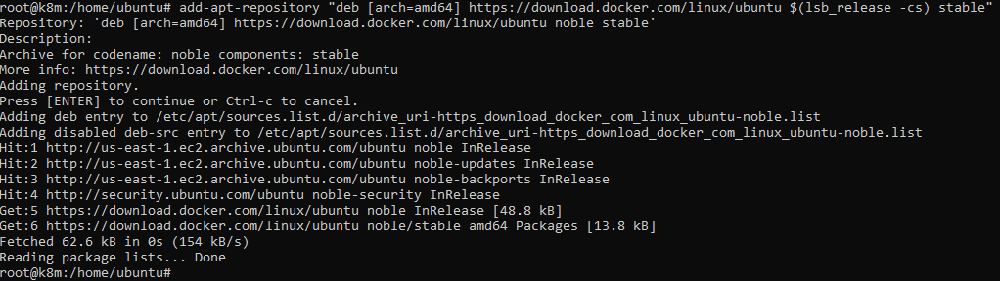 root@k8m:/home/ubuntu# add-apt-repository "deb [arch=amd64] https://download.docker.com/linux/ubuntu $(lsb_release -cs) stable"
Repository: 'deb [arch=amd64] https://download.docker.com/linux/ubuntu noble stable'
Description:
Archive for codename: noble components: stable
More info: https://download.docker.com/linux/ubuntu
Adding repository.
Press [ENTER] to continue or Ctrl-c to cancel.
Adding deb entry to /etc/apt/sources.list.d/archive_uri-https_download_docker_com_linux_ubuntu-noble.list
Adding disabled deb-src entry to /etc/apt/sources.list.d/archive_uri-https_download_docker_com_linux_ubuntu-noble.list
Hit:1 http://us-east-1.ec2.archive.ubuntu.com/ubuntu noble InRelease
Hit:2 http://us-east-1.ec2.archive.ubuntu.com/ubuntu noble-updates InRelease
Hit:3 http://us-east-1.ec2.archive.ubuntu.com/ubuntu noble-backports InRelease
Hit:4 http://security.ubuntu.com/ubuntu noble-security InRelease
Get:5 https://download.docker.com/linux/ubuntu noble InRelease [48.8 kB]
Get:6 https://download.docker.com/linux/ubuntu noble/stable amd64 Packages [13.8 kB]
Fetched 62.6 kB in 0s (154 kB/s)
Reading package lists... Done
root@k8m:/home/ubuntu#